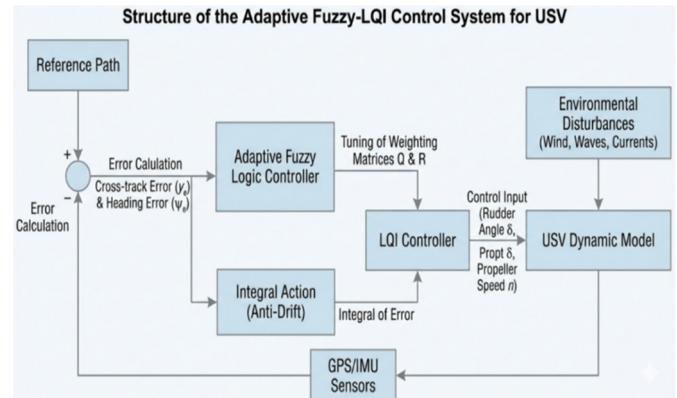 Structure of the Adaptive Fuzzy-LQI Control System for USV
Reference Path
Environmental
Disturbances
(Wind, Waves, Currents)
+
Error Calulation
Cross-track Error (yₑ)
& Heading Error (ψₑ)
Adaptive Fuzzy
Logic Controller
Tuning of Weighting
Matrices Q & R
−
Error
Calculation
LQI Controller
Control Input
(Rudder
Angle δ,
Propt δ,
Propeller
Speed n)
USV Dynamic Model
Integral Action
(Anti-Drift)
Integral of Error
GPS/IMU
Sensors